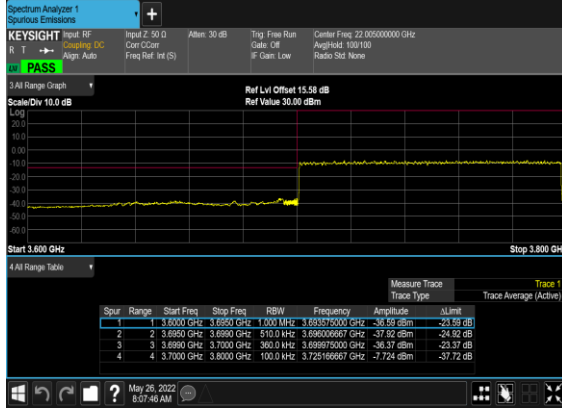 Spectrum Analyzer 1
Spurious Emissions
+
KEYSIGHT Input: RF Input Z: 50 Ω Atten: 30 dB Trig: Free Run Center Freq: 22.005000000 GHz
R T Coupling: DC Corr CCorr Gate: Off Avg|Hold: 100/100
Align: Auto Freq Ref: Int (S) IF Gain: Low Radio Std: None
PASS
3 All Range Graph
Ref Lvl Offset 15.58 dB
Scale/Div 10.0 dB Ref Value 30.00 dBm
Log
20.0
10.0
0.00
-10.0
-20.0
-30.0
-40.0
-50.0
-60.0
Start 3.600 GHz Stop 3.800 GH
4 All Range Table
Measure Trace Trace 1
Trace Type Trace Average (Active)
Spur Range Start Freq Stop Freq RBW Frequency Amplitude ΔLimit
1 1 3.6000 GHz 3.6950 GHz 1.000 MHz 3.693575000 GHz -36.59 dBm -23.59 dB
2 2 3.6950 GHz 3.6990 GHz 510.0 kHz 3.696006667 GHz -37.92 dBm -24.92 dB
3 3 3.6990 GHz 3.7000 GHz 360.0 kHz 3.699975000 GHz -36.37 dBm -23.37 dB
4 4 3.7000 GHz 3.8000 GHz 100.0 kHz 3.725166667 GHz -7.724 dBm -37.72 dB
?
May 26, 2022
8:07:46 AM